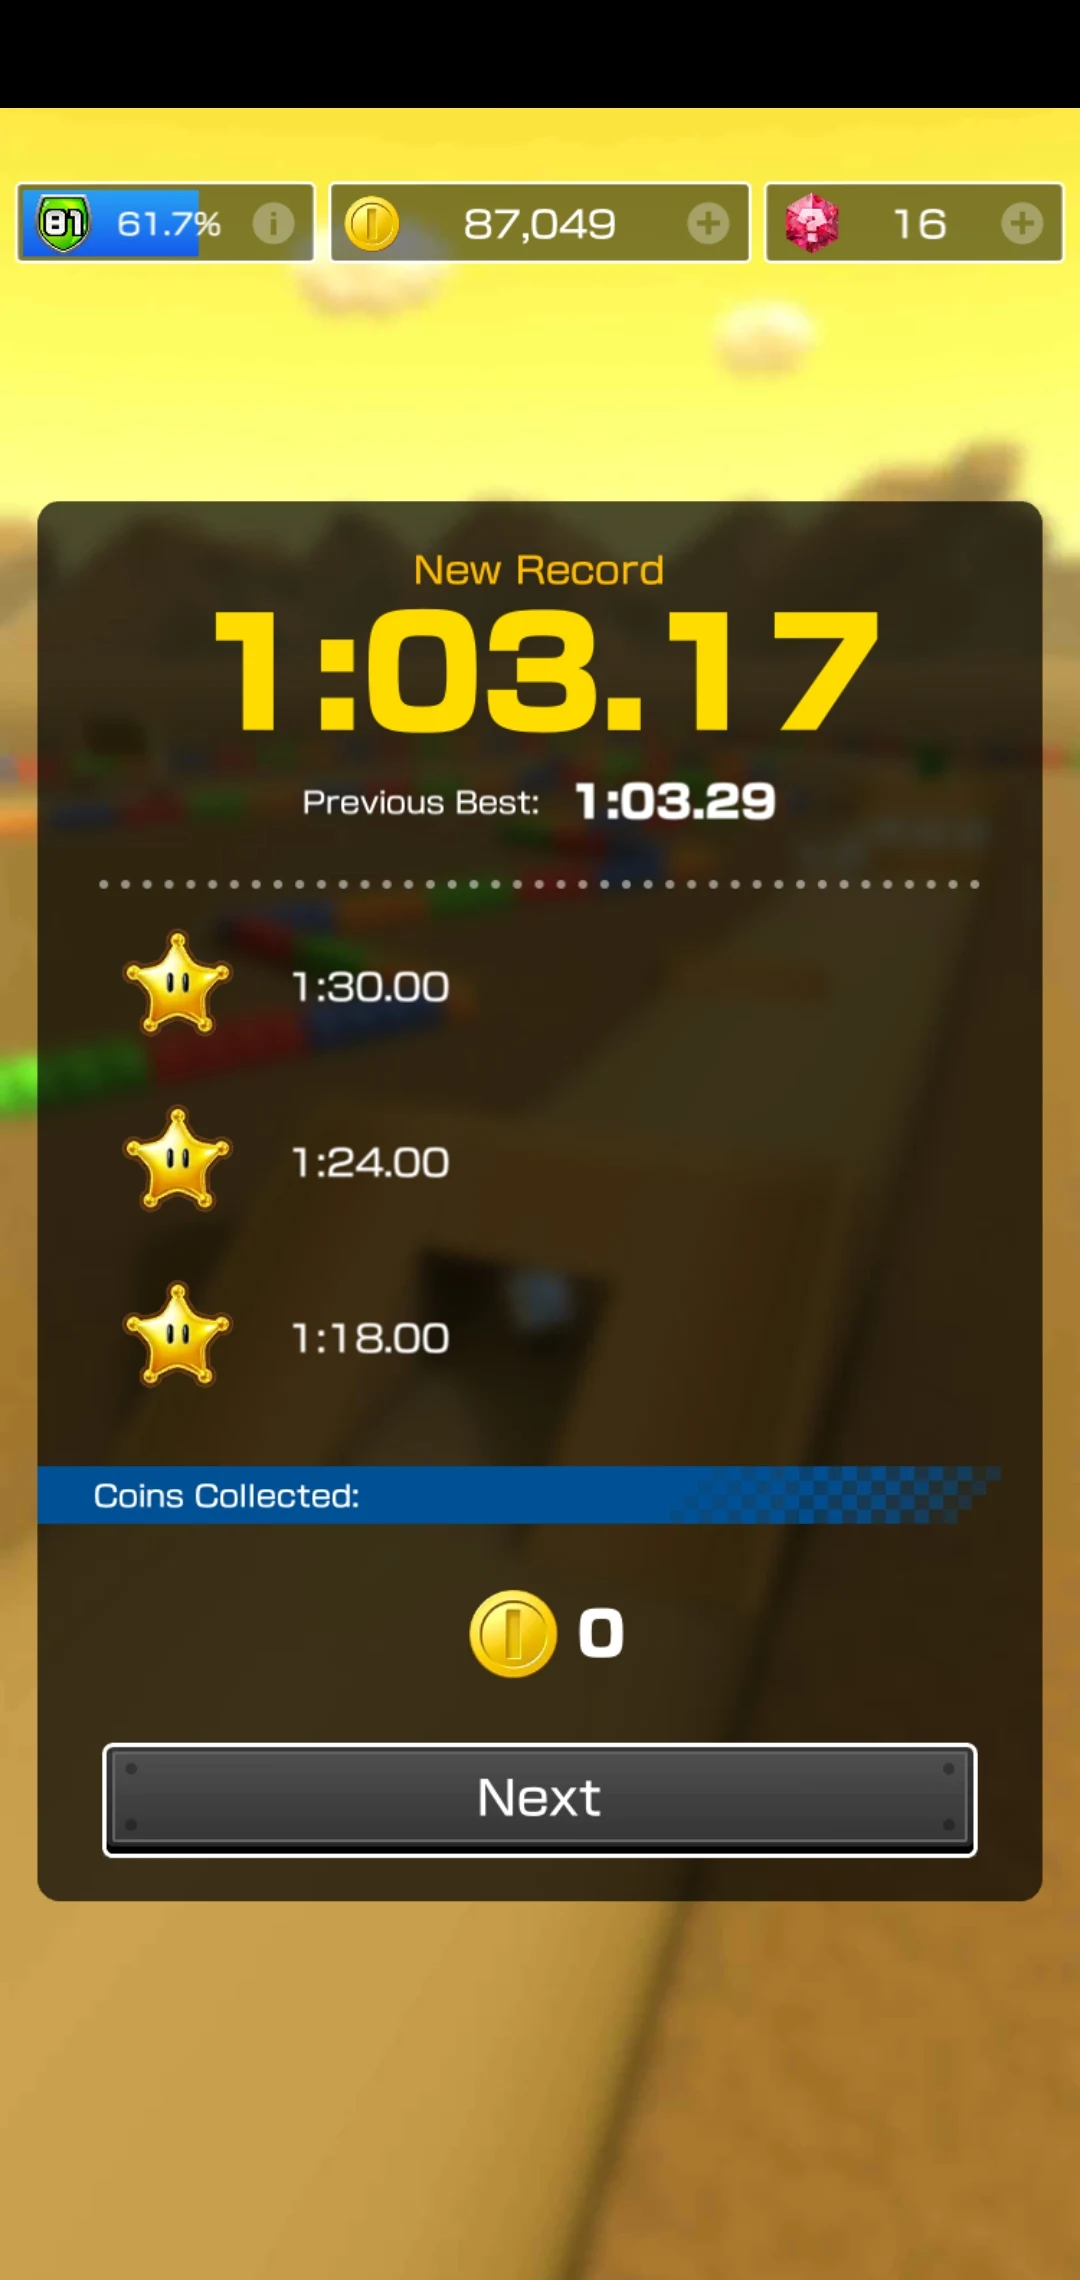 81 61.7% i 87,049 + ? 16 +
New Record
1:03.17
Previous Best: 1:03.29
1:30.00
1:24.00
1:18.00
Coins Collected:
0
Next